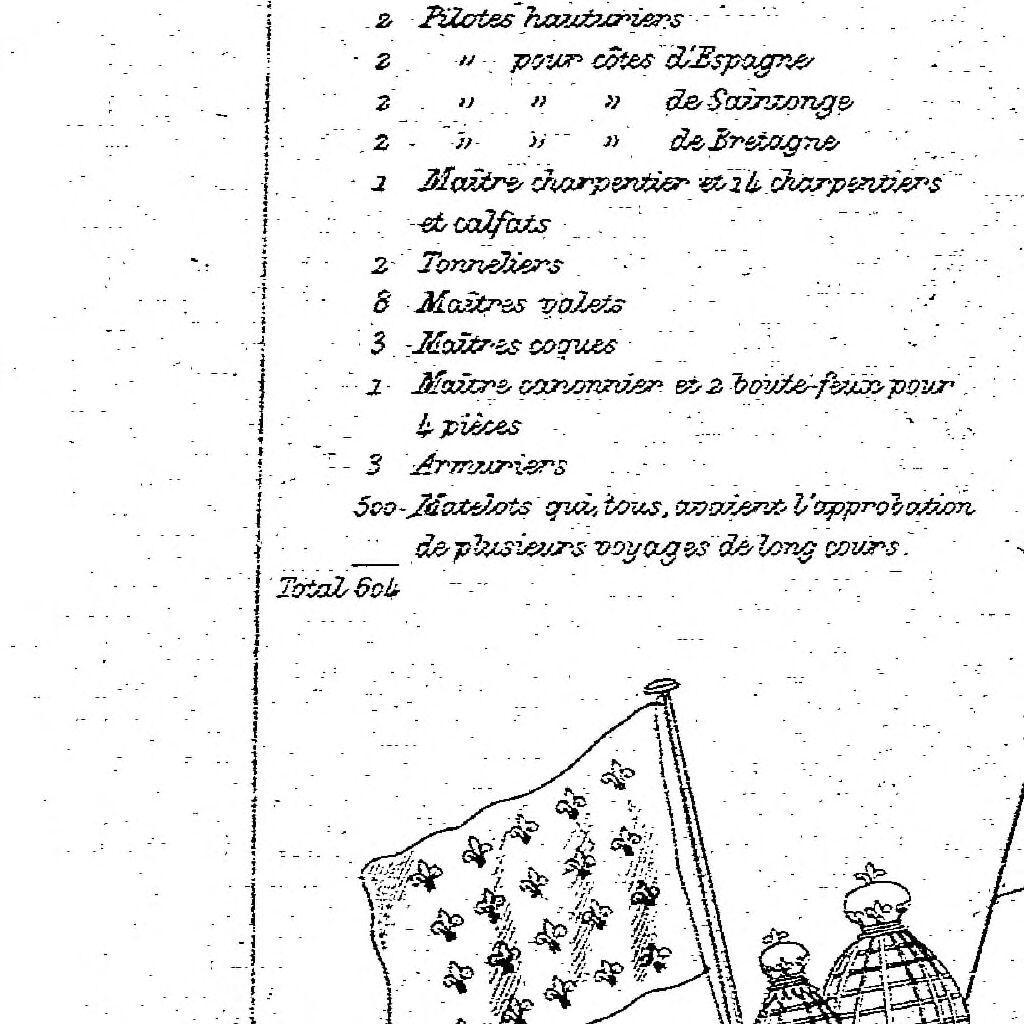 2 Pilotes hauturiers
2 " pour côtes d'Espagne
2 " " " de Saintonge
2 " " " de Bretagne
1 Maître charpentier et 14 charpentiers
et calfats
2 Tonneliers
8 Maîtres valets
3 Maîtres coques
1 Maître canonnier et 2 boute-feux pour
4 pièces
3 Armuriers
500 Matelots qui, tous, avaient l'approbation
de plusieurs voyages de long cours.
Total 604